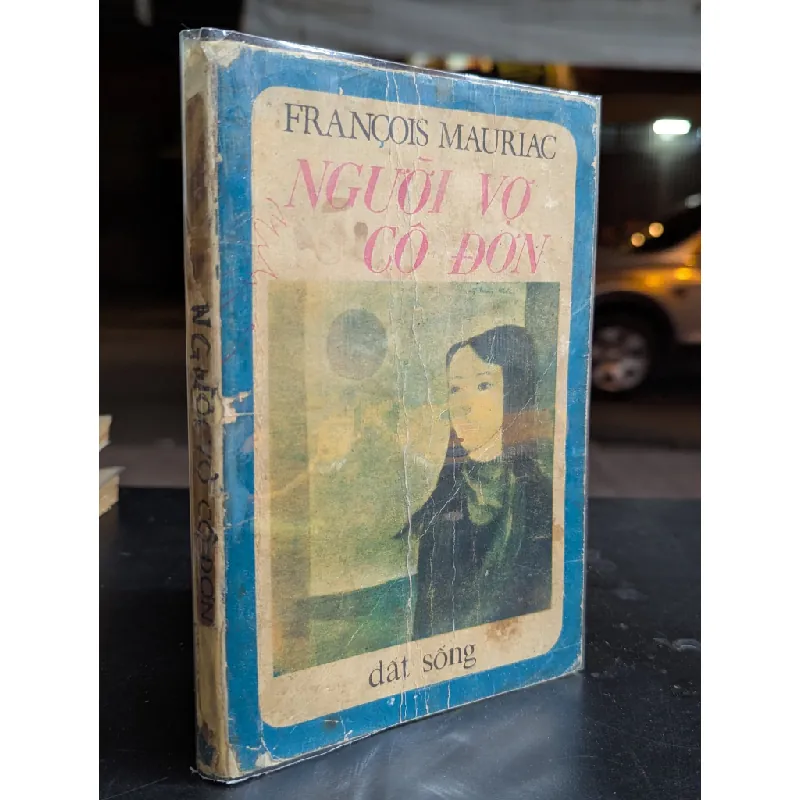 FRANÇOIS MAURIAC
NGƯỜI VỢ
CÔ ĐƠN
đất sống
NGƯỜI VỢ CÔ ĐƠN